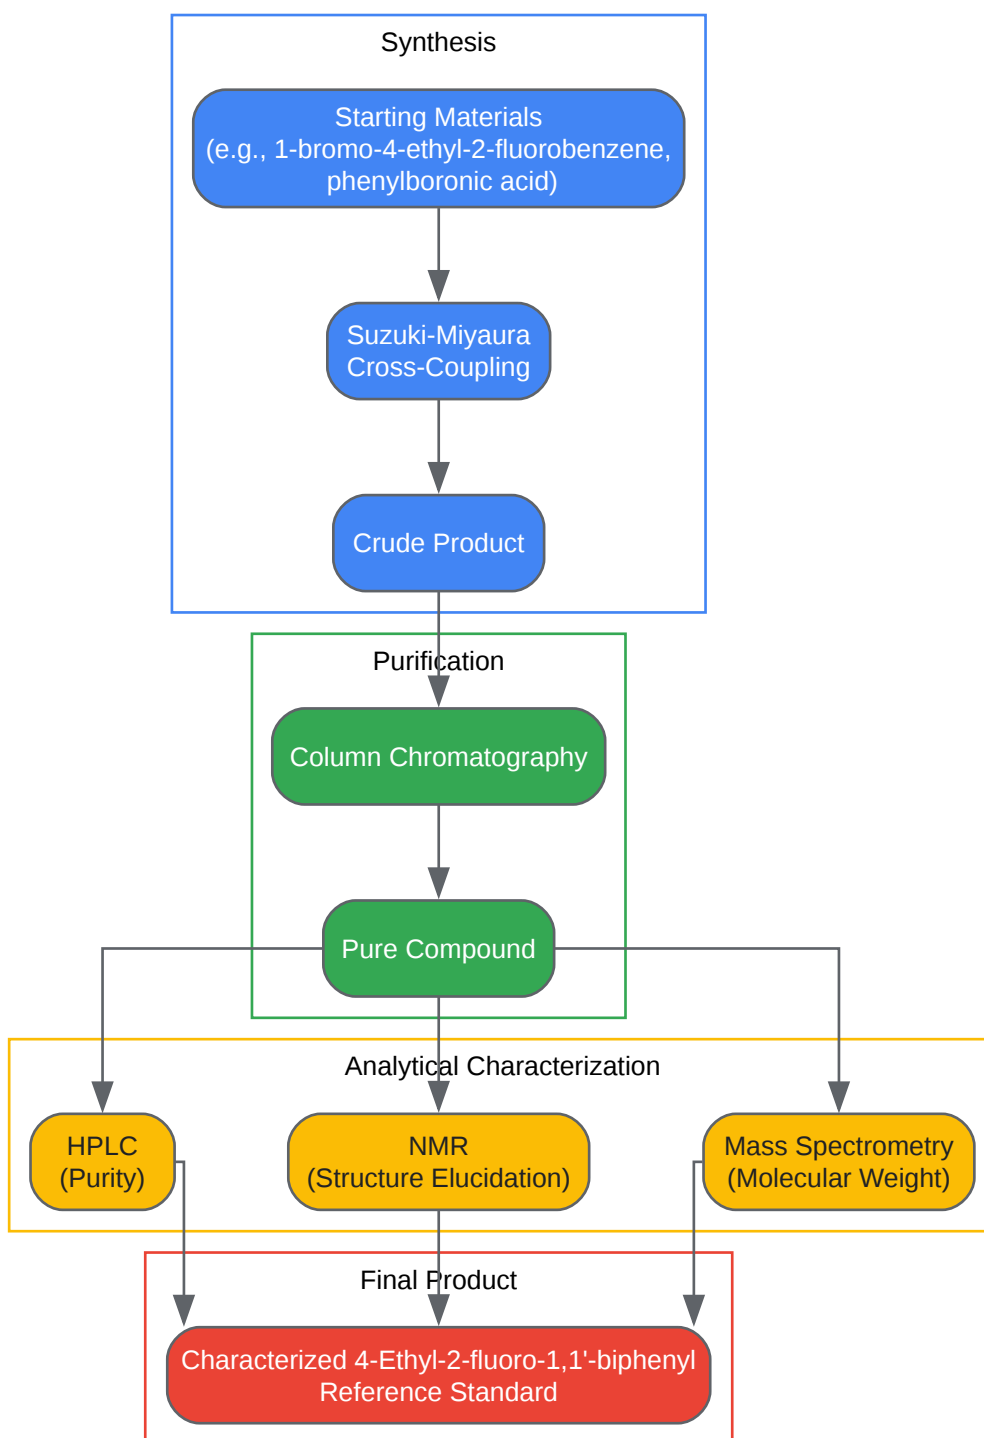 Synthesis
Starting Materials
(e.g., 1-bromo-4-ethyl-2-fluorobenzene,
phenylboronic acid)
Suzuki-Miyaura
Cross-Coupling
Crude Product
Purification
Column Chromatography
Pure Compound
Analytical Characterization
HPLC
(Purity)
NMR
(Structure Elucidation)
Mass Spectrometry
(Molecular Weight)
Final Product
Characterized 4-Ethyl-2-fluoro-1,1'-biphenyl
Reference Standard